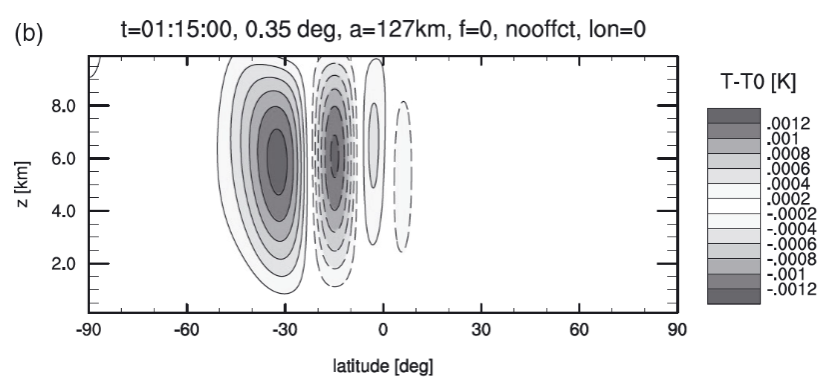 (b)
t=01:15:00, 0.35 deg, a=127km, f=0, nooffct, lon=0
T-T0 [K]
8.0
6.0
4.0
2.0
z [km]
.0012
.001
.0008
.0006
.0004
.0002
-.0002
-.0004
-.0006
-.0008
-.001
-.0012
-90 -60 -30 0 30 60 90
latitude [deg]